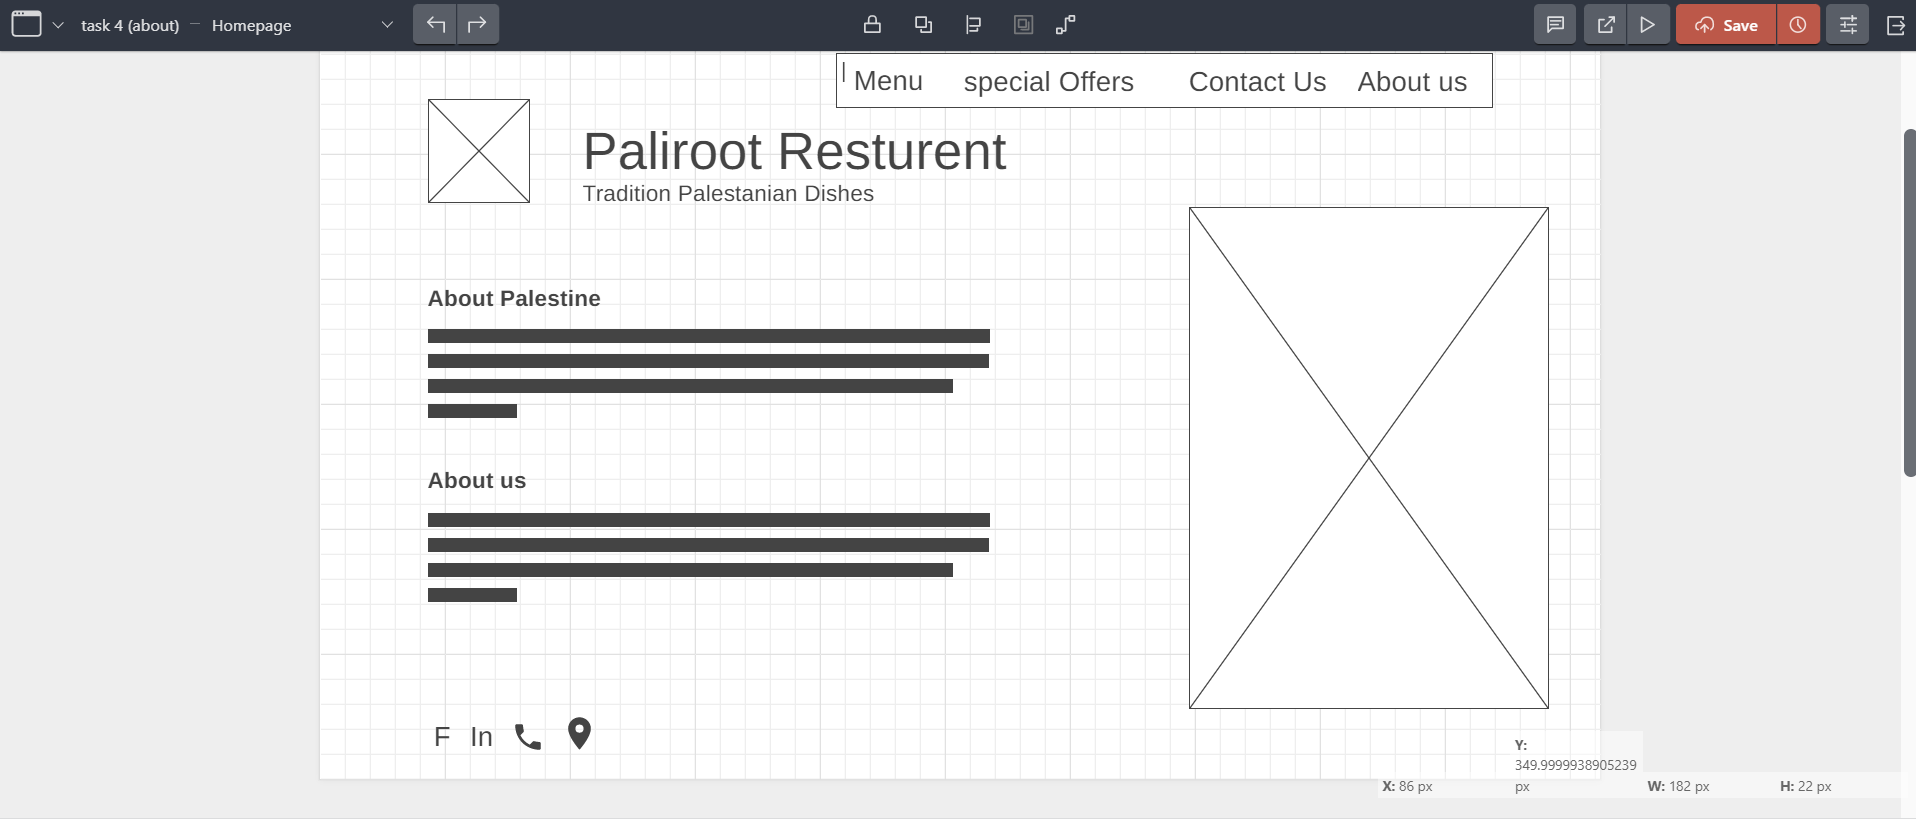 task 4 (about) — Homepage
Save
Menu special Offers Contact Us About us
Paliroot Resturent
Tradition Palestanian Dishes
About Palestine
About us
F In
Y:
349.9999938905239
X: 86 px px W: 182 px H: 22 px